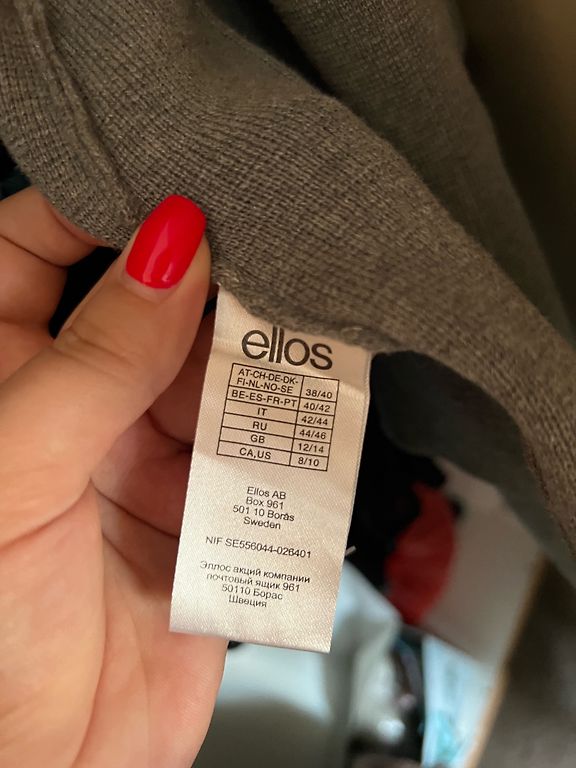 ellos
AT-CH-DE-DK-
FI-NL-NO-SE 38/40
BE-ES-FR-PT 40/42
IT 42/44
RU 44/46
GB 12/14
CA,US 8/10
Ellos AB
Box 961
501 10 Borås
Sweden
NIF SE556044-026401
Эллос акций компании
почтовый ящик 961
50110 Борас
Швеция